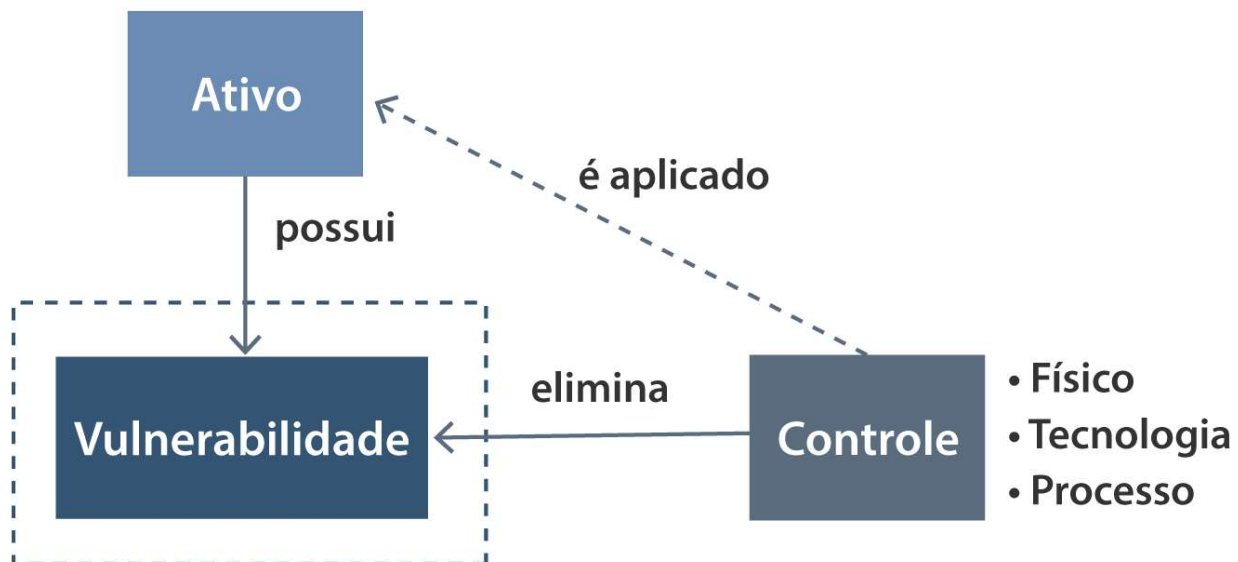 Ativo
é aplicado
possui
elimina
Vulnerabilidade
Controle
• Físico
• Tecnologia
• Processo